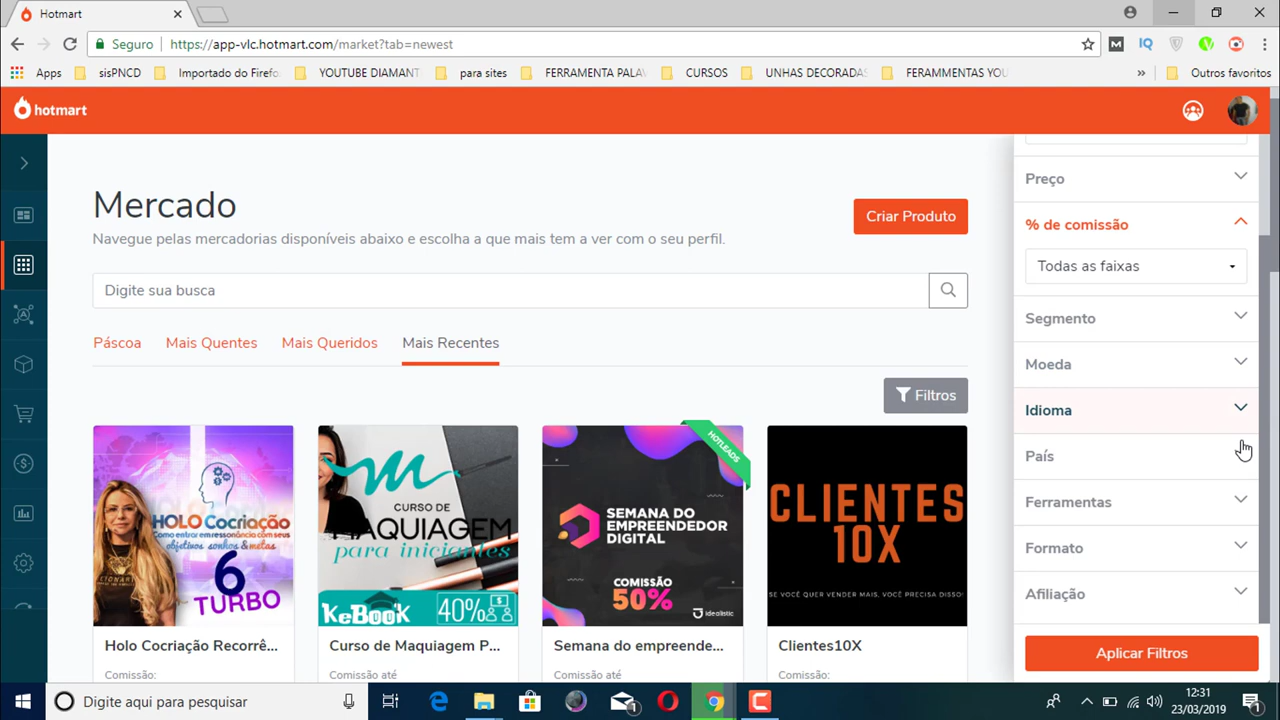 Hotmart
Seguro
https://app-vlc.hotmart.com/market?tab=newest
Apps
sisPNCD
Importado do Firefo
YOUTUBE DIAMANT
para sites
FERRAMENTA PALAV
CURSOS
UNHAS DECORADAS
FERAMMENTAS YOU
»
Outros favoritos
hotmart
Mercado
Criar Produto
Navegue pelas mercadorias disponíveis abaixo e escolha a que mais tem a ver com o seu perfil.
Digite sua busca
Páscoa
Mais Quentes
Mais Queridos
Mais Recentes
Filtros
HOLO COCRIAÇÃO
Como entrar em ressonância com seus
objetivos sonhos & metas
6
TURBO
Holo Cocriação Recorrê...
Comissão:
CURSO DE
MAQUIAGEM
para iniciantes
KeBooK
40%
Curso de Maquiagem P...
Comissão até
HOTLEADS
SEMANA DO
EMPREENDEDOR
DIGITAL
COMISSÃO
50%
idealistic
Semana do empreende...
Comissão até
CLIENTES
10X
SE VOCÊ QUER VENDER MAIS, VOCÊ PRECISA DISSO!
Clientes10X
Comissão até
Preço
% de comissão
Todas as faixas
Segmento
Moeda
Idioma
País
Ferramentas
Formato
Afiliação
Aplicar Filtros
Digite aqui para pesquisar
1
12:31
23/03/2019
1